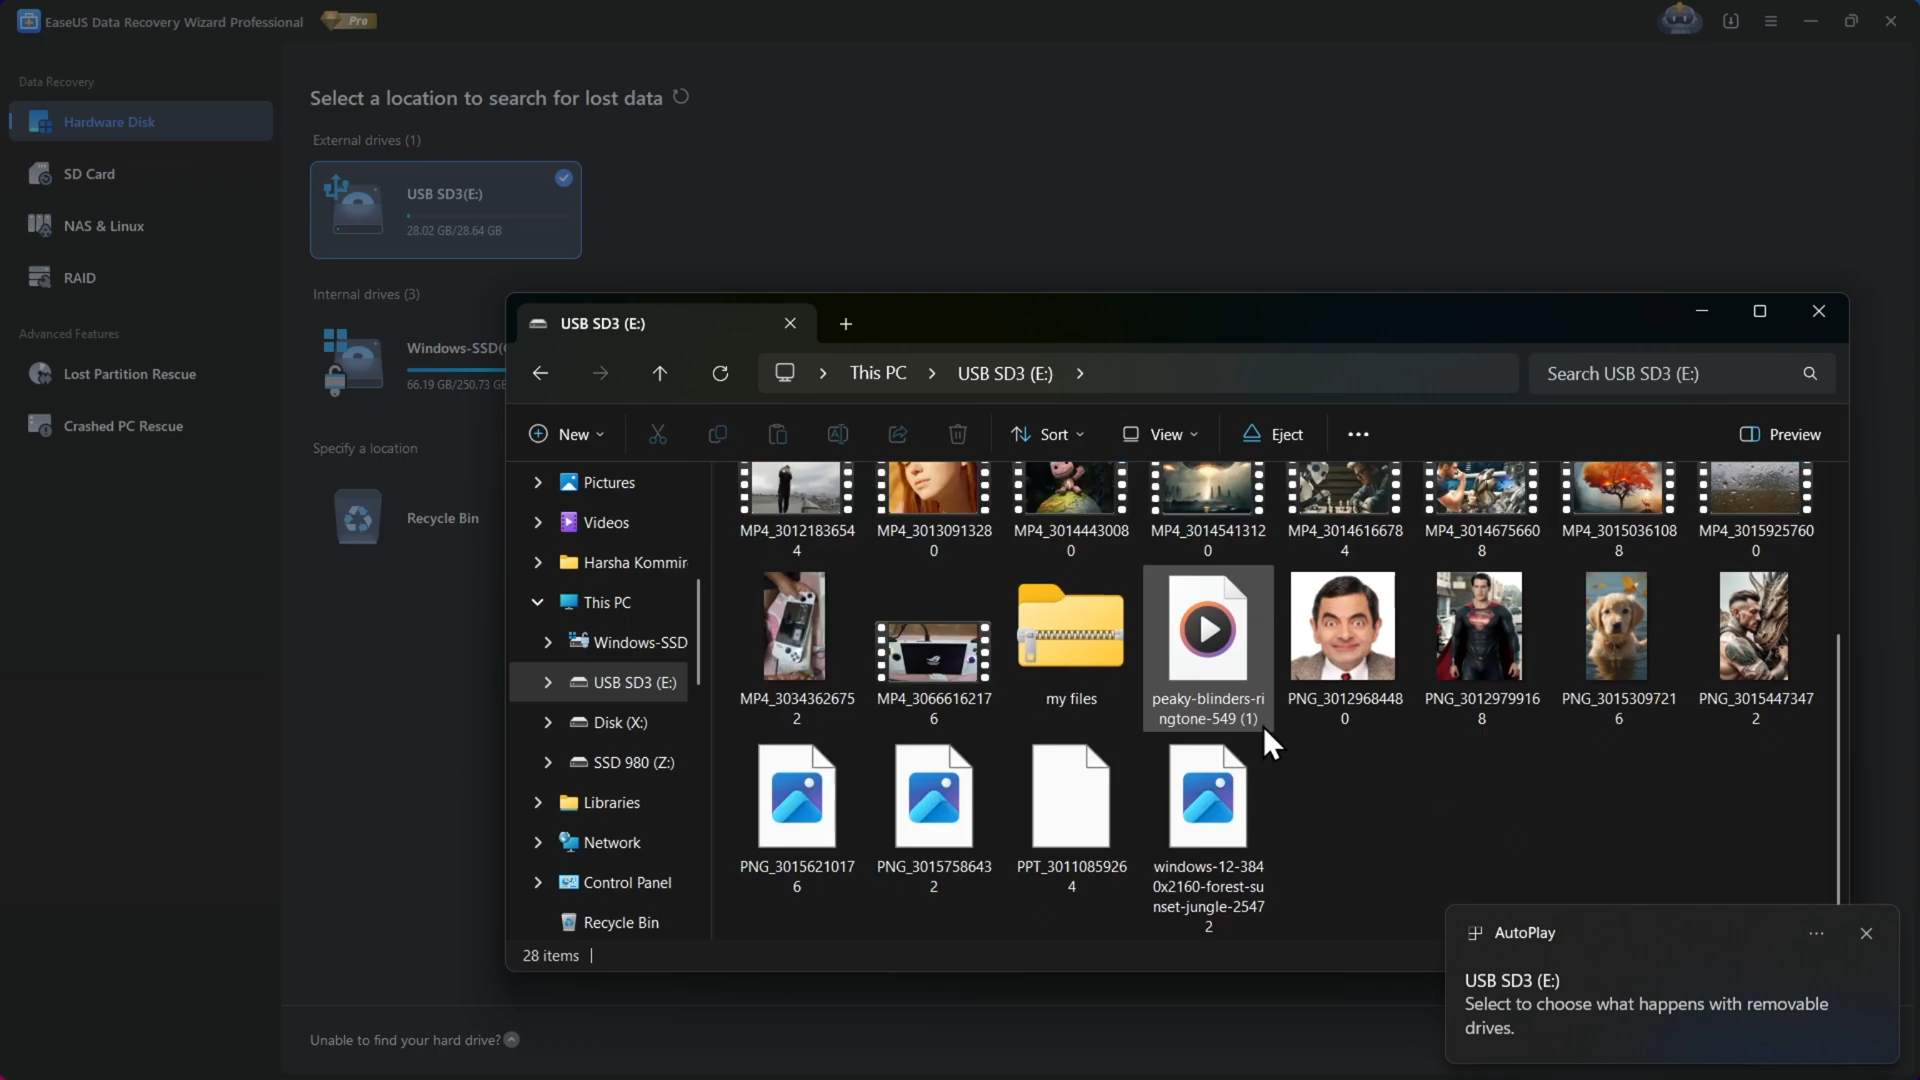 EaseUS Data Recovery Wizard Professional
Pro
Data Recovery
Hardware Disk
SD Card
NAS & Linux
RAID
Advanced Features
Lost Partition Rescue
Crashed PC Rescue
Select a location to search for lost data
External drives (1)
USB SD3(E:)
28.02 GB/28.64 GB
Internal drives (3)
Windows-SSD(
66.19 GB/250.73 GB
Specify a location
Recycle Bin
Unable to find your hard drive?
USB SD3 (E:)
This PC
USB SD3 (E:)
Search USB SD3 (E:)
New
Sort
View
Eject
Preview
Pictures
Videos
Harsha Kommir
This PC
Windows-SSD
USB SD3 (E:)
Disk (X:)
SSD 980 (Z:)
Libraries
Network
Control Panel
Recycle Bin
MP4_3012183654
4
MP4_3013091328
0
MP4_3014443008
0
MP4_3014541312
0
MP4_3014616678
4
MP4_3014675660
8
MP4_3015036108
8
MP4_3015925760
0
MP4_3034362675
2
MP4_3066616217
6
my files
peaky-blinders-ri
ngtone-549 (1)
PNG_3012968448
0
PNG_3012979916
8
PNG_3015309721
6
PNG_3015447347
2
PNG_3015621017
6
PNG_3015758643
2
PPT_3011085926
4
windows-12-384
0x2160-forest-su
nset-jungle-2547
2
28 items
AutoPlay
USB SD3 (E:)
Select to choose what happens with removable
drives.